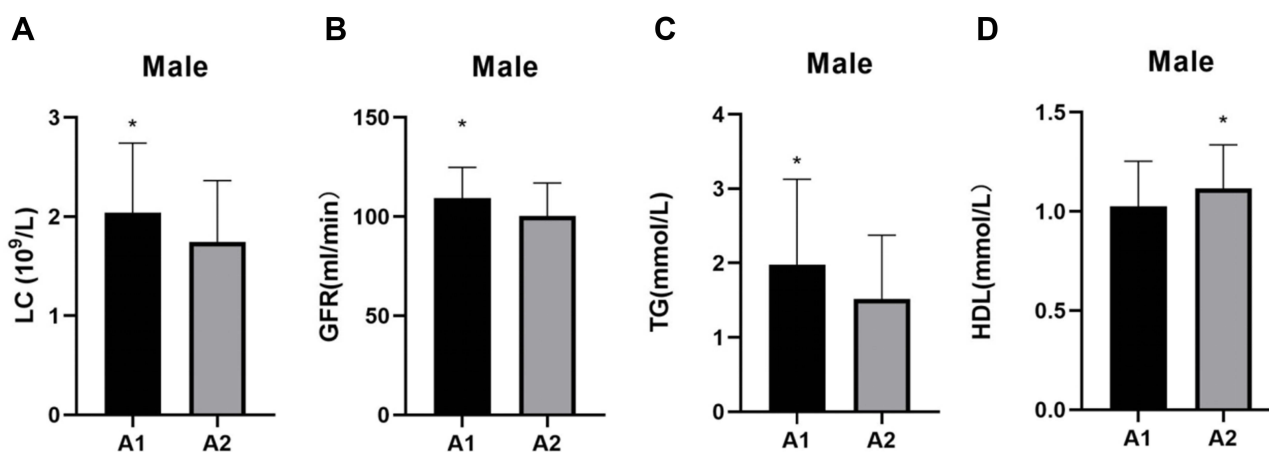 A
Male
LC (10⁹/L)
3
2
1
0
*
A1
A2
B
Male
GFR(ml/min）
150
100
50
0
*
A1
A2
C
Male
TG(mmol/L)
4
3
2
1
0
*
A1
A2
D
Male
HDL(mmol/L）
1.5
1.0
0.5
0.0
*
A1
A2